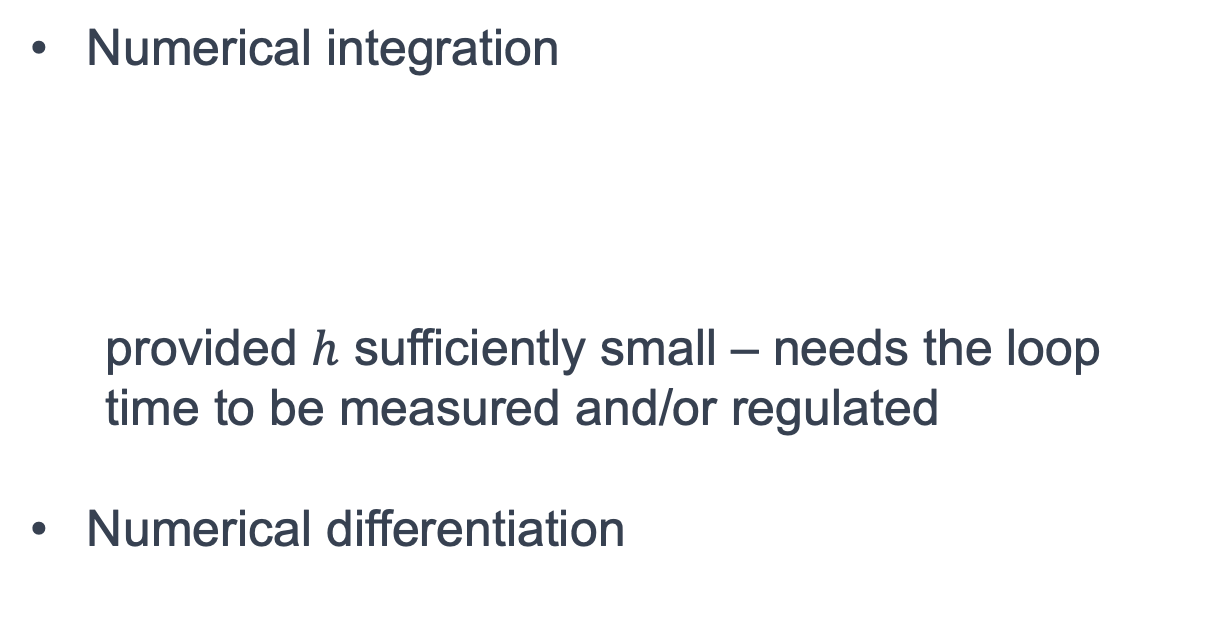 • Numerical integration
provided ℎ sufficiently small – needs the loop
time to be measured and/or regulated
• Numerical differentiation